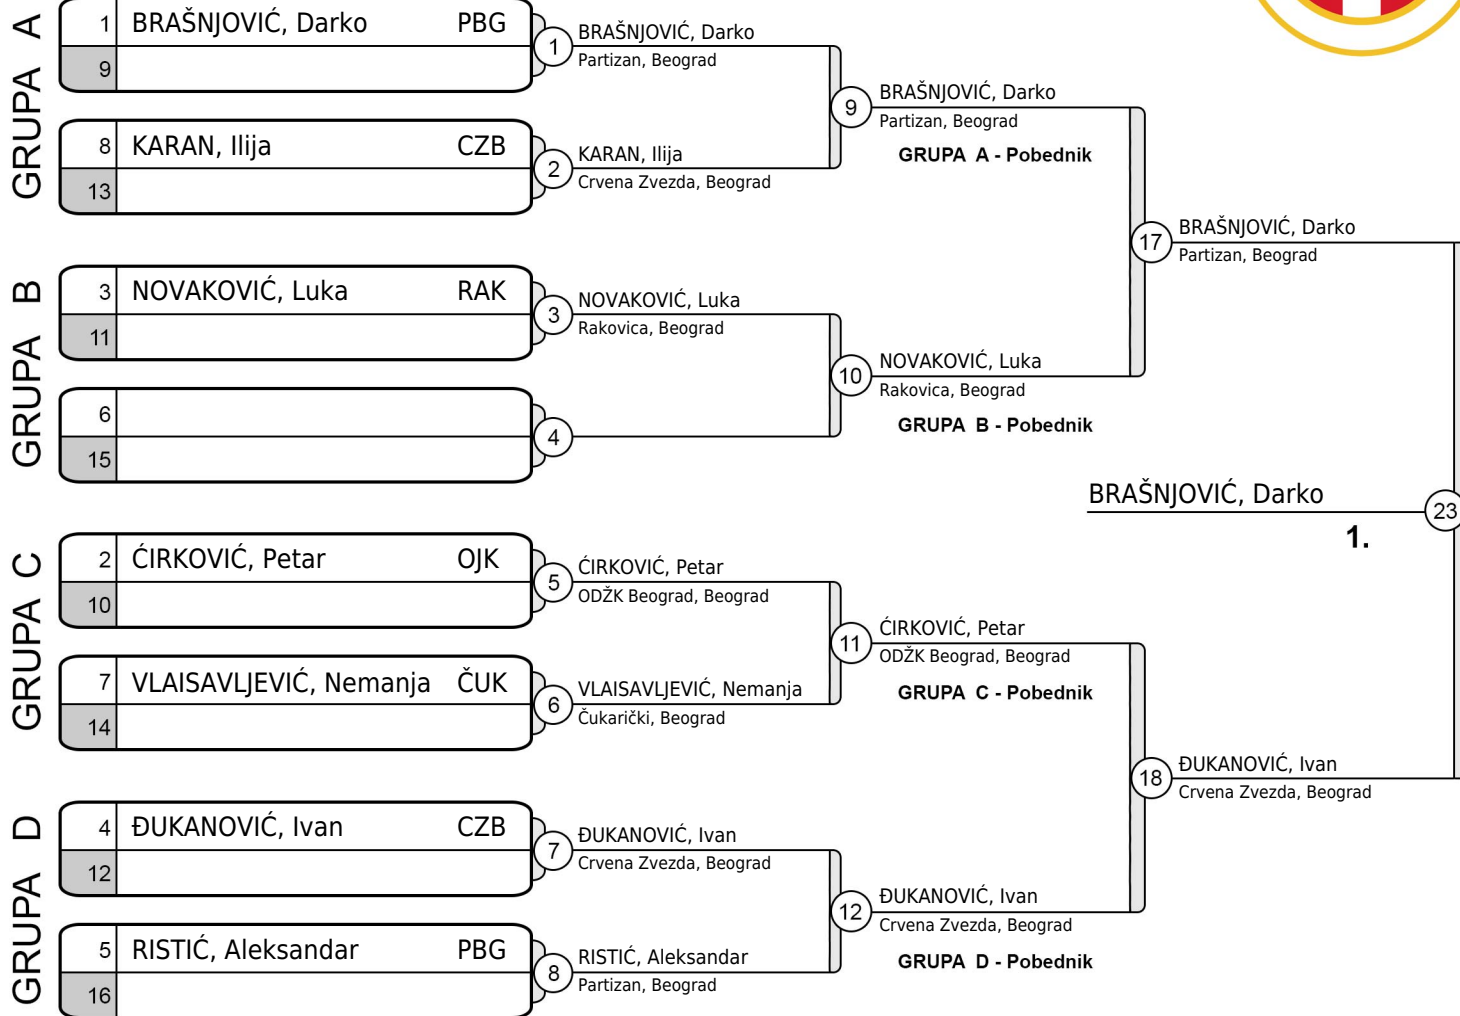 GRUPA A
1 BRAŠNJOVIĆ, Darko PBG
9
8 KARAN, Ilija CZB
13
GRUPA B
3 NOVAKOVIĆ, Luka RAK
11
6
15
GRUPA C
2 ĆIRKOVIĆ, Petar OJK
10
7 VLAISAVLJEVIĆ, Nemanja ČUK
14
GRUPA D
4 ĐUKANOVIĆ, Ivan CZB
12
5 RISTIĆ, Aleksandar PBG
16
1
BRAŠNJOVIĆ, Darko
Partizan, Beograd
2
KARAN, Ilija
Crvena Zvezda, Beograd
3
NOVAKOVIĆ, Luka
Rakovica, Beograd
4
5
ĆIRKOVIĆ, Petar
ODŽK Beograd, Beograd
6
VLAISAVLJEVIĆ, Nemanja
Čukarički, Beograd
7
ĐUKANOVIĆ, Ivan
Crvena Zvezda, Beograd
8
RISTIĆ, Aleksandar
Partizan, Beograd
9
BRAŠNJOVIĆ, Darko
Partizan, Beograd
GRUPA A - Pobednik
10
NOVAKOVIĆ, Luka
Rakovica, Beograd
GRUPA B - Pobednik
11
ĆIRKOVIĆ, Petar
ODŽK Beograd, Beograd
GRUPA C - Pobednik
12
ĐUKANOVIĆ, Ivan
Crvena Zvezda, Beograd
GRUPA D - Pobednik
17
BRAŠNJOVIĆ, Darko
Partizan, Beograd
18
ĐUKANOVIĆ, Ivan
Crvena Zvezda, Beograd
BRAŠNJOVIĆ, Darko
23
1.